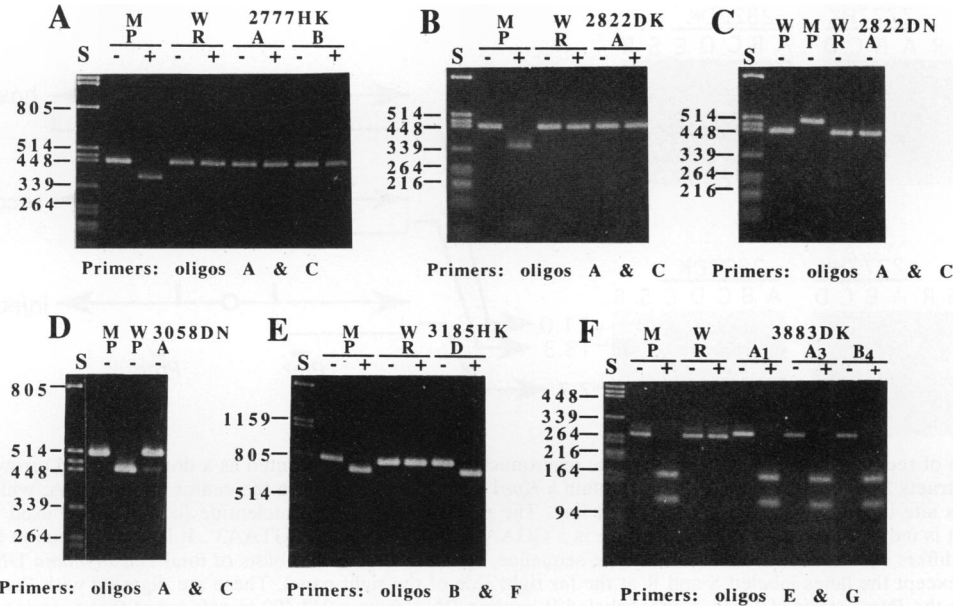 A
M W 2777HK
P R A B
S - + - + - + - +
805
514
448
339
264
Primers: oligos A & C
B
M W 2822DK
P R A
S - + - + - +
514
448
339
264
216
Primers: oligos A & C
C
W M W 2822DN
P P R A
S - - - -
514
448
339
264
216
Primers: oligos A & C
D
M W 3058DN
P P A
S - - -
805
514
448
339
264
Primers: oligos A & C
E
M W 3185HK
P R D
S - + - + - +
1159
805
514
Primers: oligos B & F
F
M W 3883DK
P R A1 A3 B4
S - + - + - + - + - +
448
339
264
216
164
94
Primers: oligos E & G